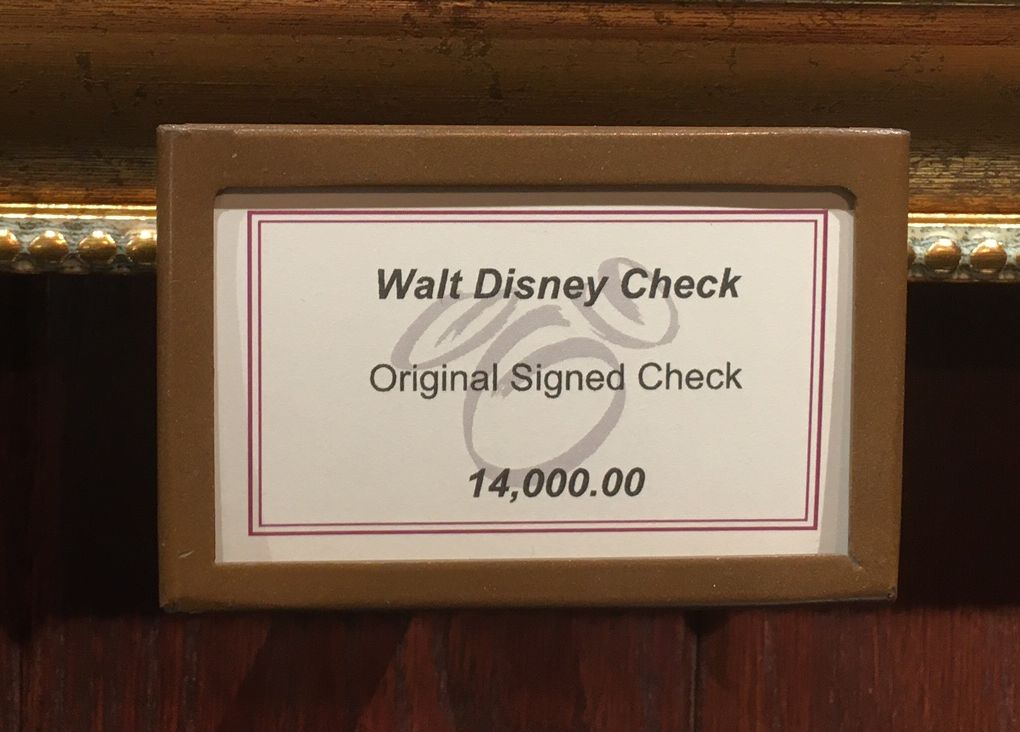 Walt Disney Check
Original Signed Check
14,000.00